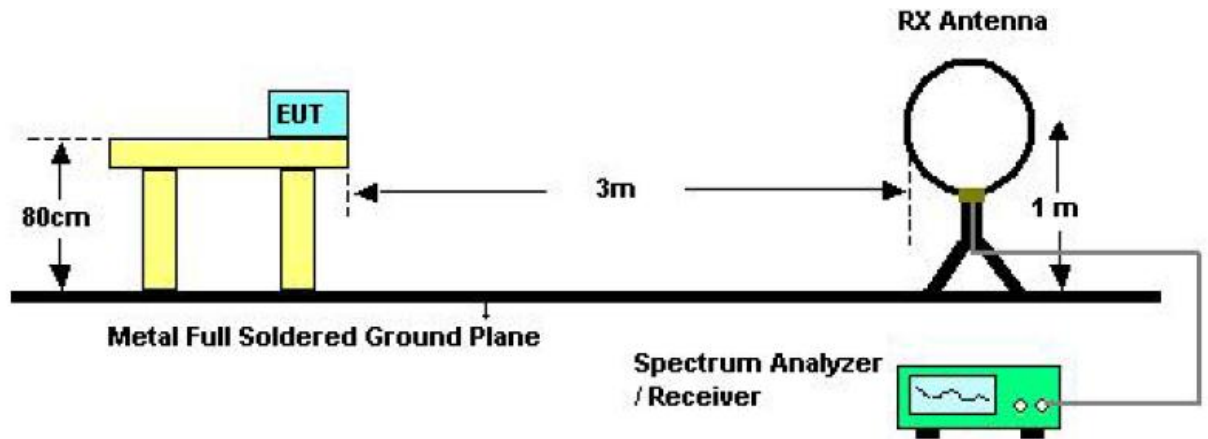 RX Antenna
EUT
3m
80cm
1 m
Metal Full Soldered Ground Plane
Spectrum Analyzer
/ Receiver